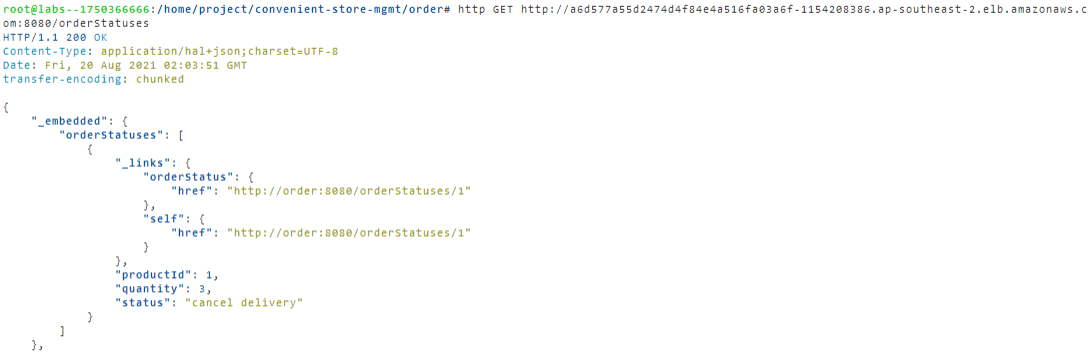 root@labs--1750366666:/home/project/convenient-store-mgmt/order# http GET http://a6d577a55d2474d4f84e4a516fa03a6f-1154208386.ap-southeast-2.elb.amazonaws.c
om:8080/orderStatuses
HTTP/1.1 200 OK
Content-Type: application/hal+json;charset=UTF-8
Date: Fri, 20 Aug 2021 02:03:51 GMT
transfer-encoding: chunked
{
    "_embedded": {
        "orderStatuses": [
            {
                "_links": {
                    "orderStatus": {
                        "href": "http://order:8080/orderStatuses/1"
                    },
                    "self": {
                        "href": "http://order:8080/orderStatuses/1"
                    }
                },
                "productId": 1,
                "quantity": 3,
                "status": "cancel delivery"
            }
        ]
    },